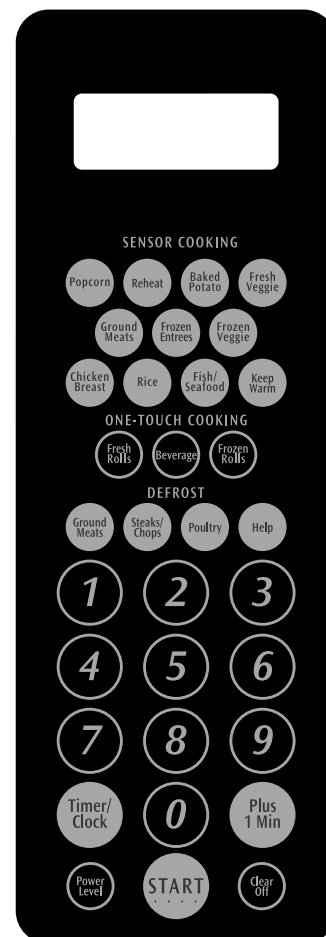 SENSOR COOKING
Popcorn
Reheat
Baked
Potato
Fresh
Veggie
Ground
Meats
Frozen
Entrees
Frozen
Veggie
Chicken
Breast
Rice
Fish/
Seafood
Keep
Warm
ONE-TOUCH COOKING
Fresh
Rolls
Beverage
Frozen
Rolls
DEFROST
Ground
Meats
Steaks/
Chops
Poultry
Help
1
2
3
4
5
6
7
8
9
Timer/
Clock
0
Plus
1 Min
Power
Level
START
. . . .
Clear
Off